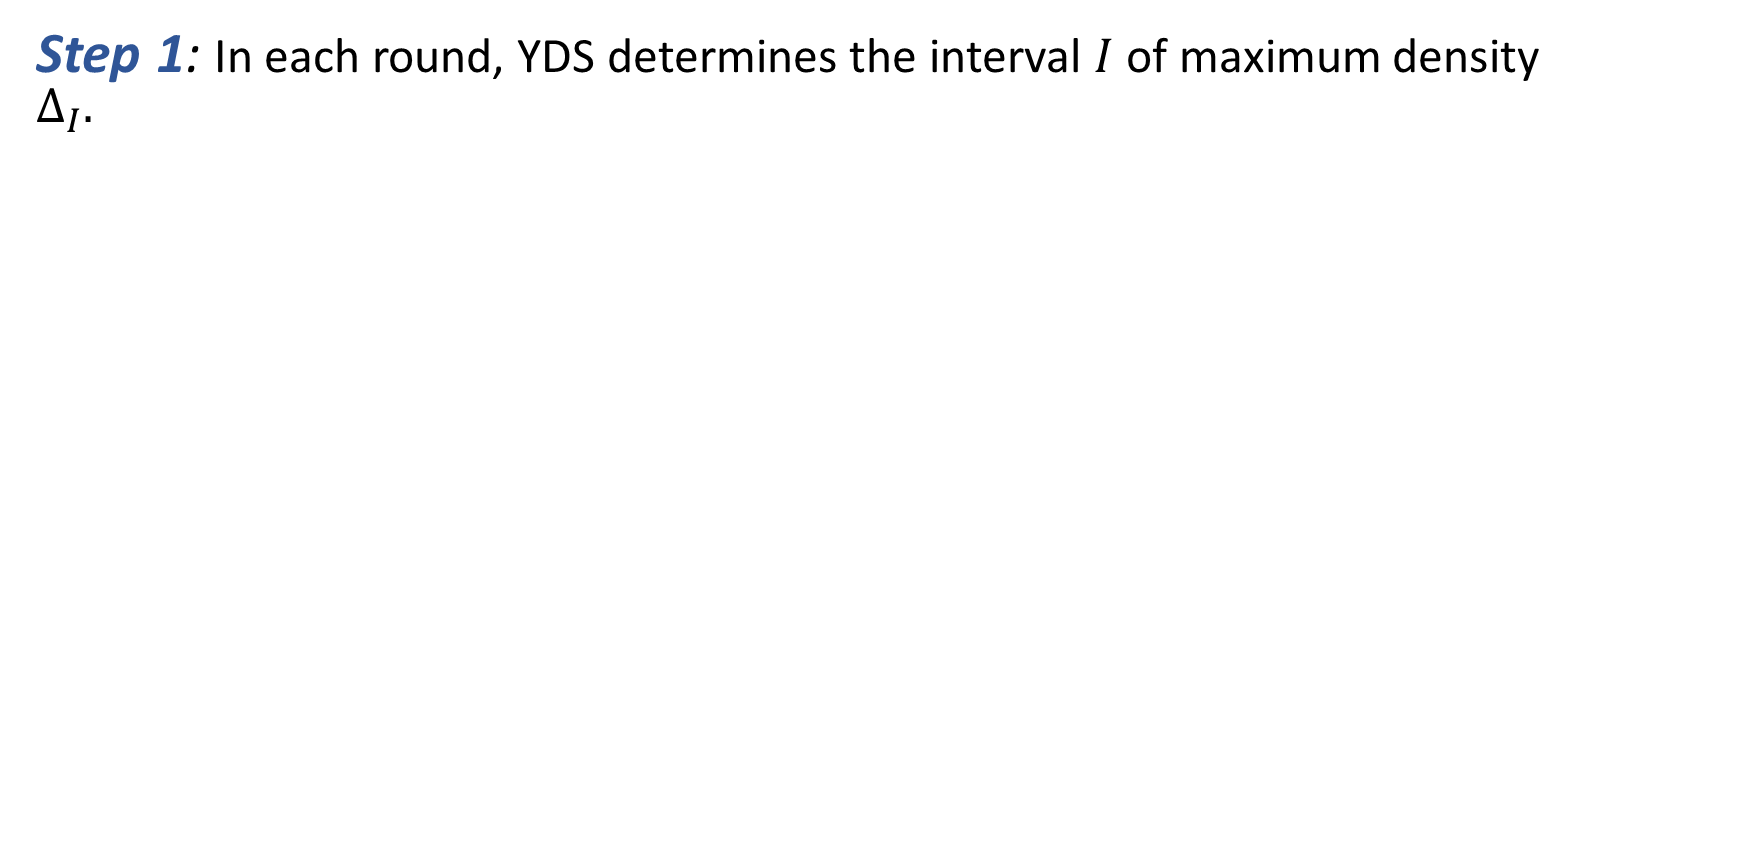 Step 1: In each round, YDS determines the interval I of maximum density
Δ_I.